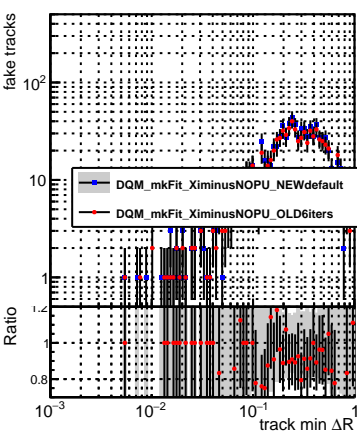 fake tracks
10²
10
1
DQM_mkFit_XiminusNOPU_NEWdefault
DQM_mkFit_XiminusNOPU_OLD6iters
Ratio
1.2
1
0.8
10⁻³ 10⁻² 10⁻¹ 1
track min ΔR